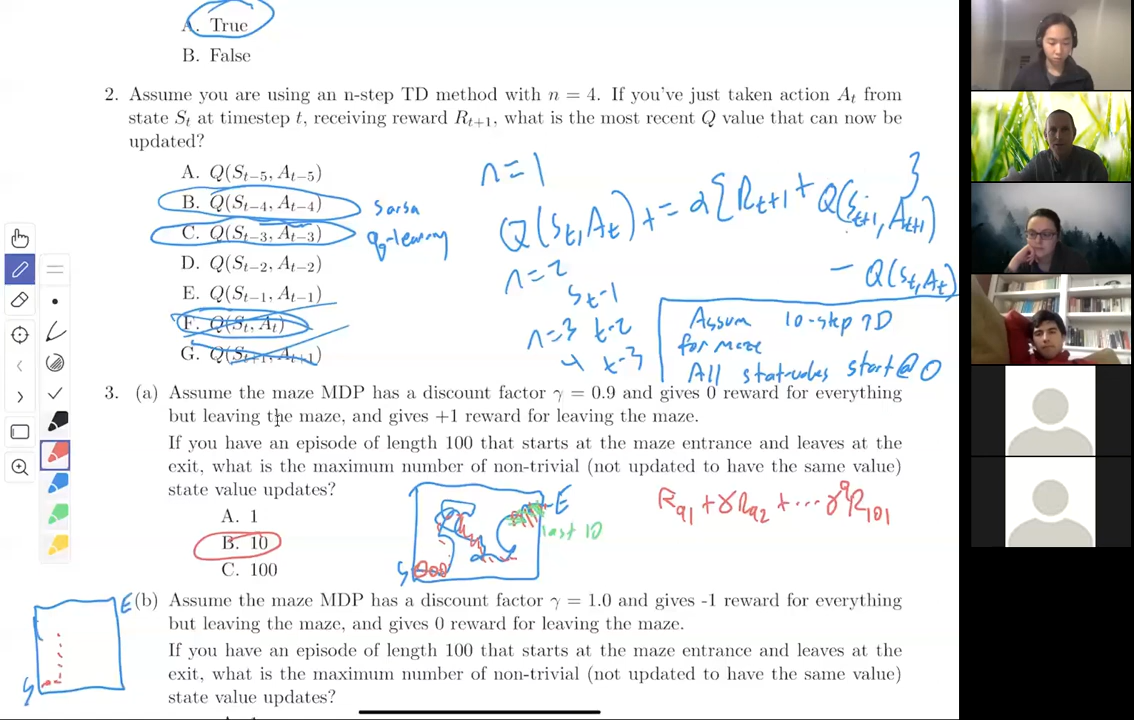 A. True
B. False
2. Assume you are using an n-step TD method with n = 4. If you've just taken action A_t from
state S_t at timestep t, receiving reward R_{t+1}, what is the most recent Q value that can now be
updated?
A. Q(S_{t−5}, A_{t−5})
B. Q(S_{t−4}, A_{t−4})
sarsa
C. Q(S_{t−3}, A_{t−3})
q-learning
D. Q(S_{t−2}, A_{t−2})
E. Q(S_{t−1}, A_{t−1})
F. Q(S_t, A_t)
G. Q(S_{t+1}, A_{t+1})
n=1
Q(S_t, A_t) += α{R_{t+1} + Q(S_{t+1}, A_{t+1})
− Q(S_t, A_t)
}
n=2
S_{t-1}
n=3 t-2
4 t-3
Assum 10-step TD
for maze
All state-values start @ 0
3. (a) Assume the maze MDP has a discount factor γ = 0.9 and gives 0 reward for everything
but leaving the maze, and gives +1 reward for leaving the maze.
If you have an episode of length 100 that starts at the maze entrance and leaves at the
exit, what is the maximum number of non-trivial (not updated to have the same value)
state value updates?
A. 1
B. 10
C. 100
S
E
last 10
R_{91} + γR_{92} + ... γ^9 R_{101}
(b) Assume the maze MDP has a discount factor γ = 1.0 and gives -1 reward for everything
but leaving the maze, and gives 0 reward for leaving the maze.
If you have an episode of length 100 that starts at the maze entrance and leaves at the
exit, what is the maximum number of non-trivial (not updated to have the same value)
state value updates?
E
S